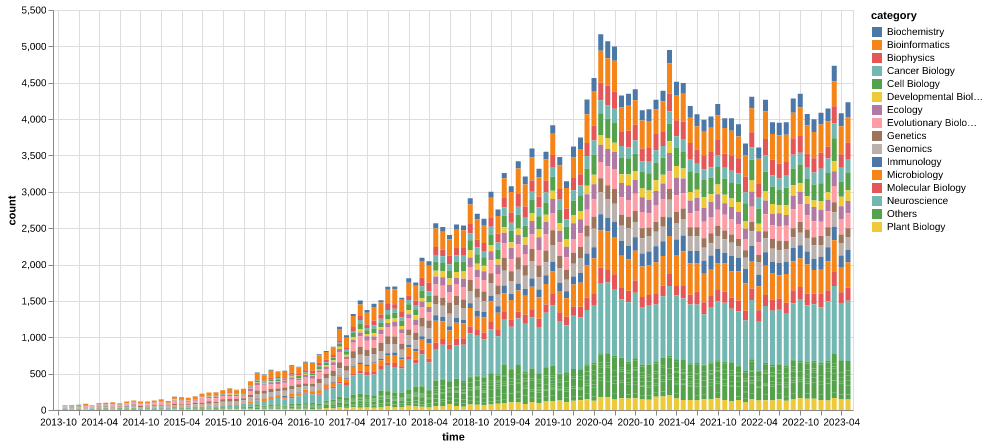 5,500
5,000
4,500
4,000
3,500
3,000
2,500
2,000
1,500
1,000
500
0
count
2013-10 2014-04 2014-10 2015-04 2015-10 2016-04 2016-10 2017-04 2017-10 2018-04 2018-10 2019-04 2019-10 2020-04 2020-10 2021-04 2021-10 2022-04 2022-10 2023-04
time
category
Biochemistry
Bioinformatics
Biophysics
Cancer Biology
Cell Biology
Developmental Biol…
Ecology
Evolutionary Biolo…
Genetics
Genomics
Immunology
Microbiology
Molecular Biology
Neuroscience
Others
Plant Biology